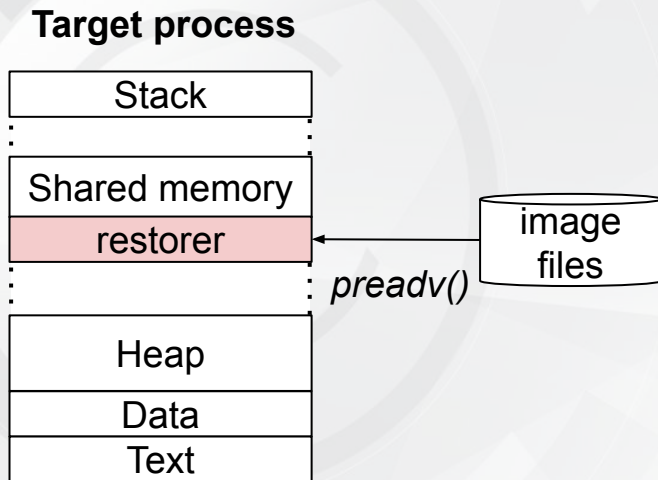 Target process
Stack
Shared memory
restorer
image
files
preadv()
Heap
Data
Text